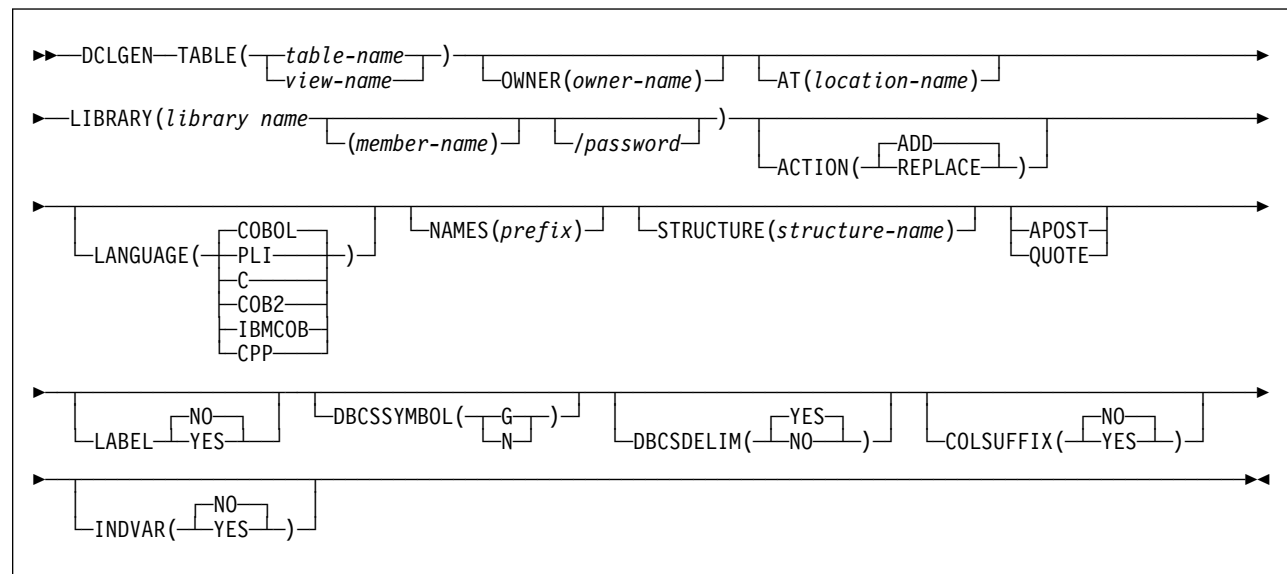 DCLGEN TABLE( table-name )
view-name OWNER(owner-name) AT(location-name)
LIBRARY(library name )
(member-name) /password ADD
ACTION( REPLACE )
COBOL NAMES(prefix) STRUCTURE(structure-name) APOST
LANGUAGE( PLI ) QUOTE
C
COB2
IBMCOB
CPP
NO DBCSSYMBOL( G ) YES NO
LABEL YES N DBCSDELIM( NO ) COLSUFFIX( YES )
NO
INDVAR( YES )